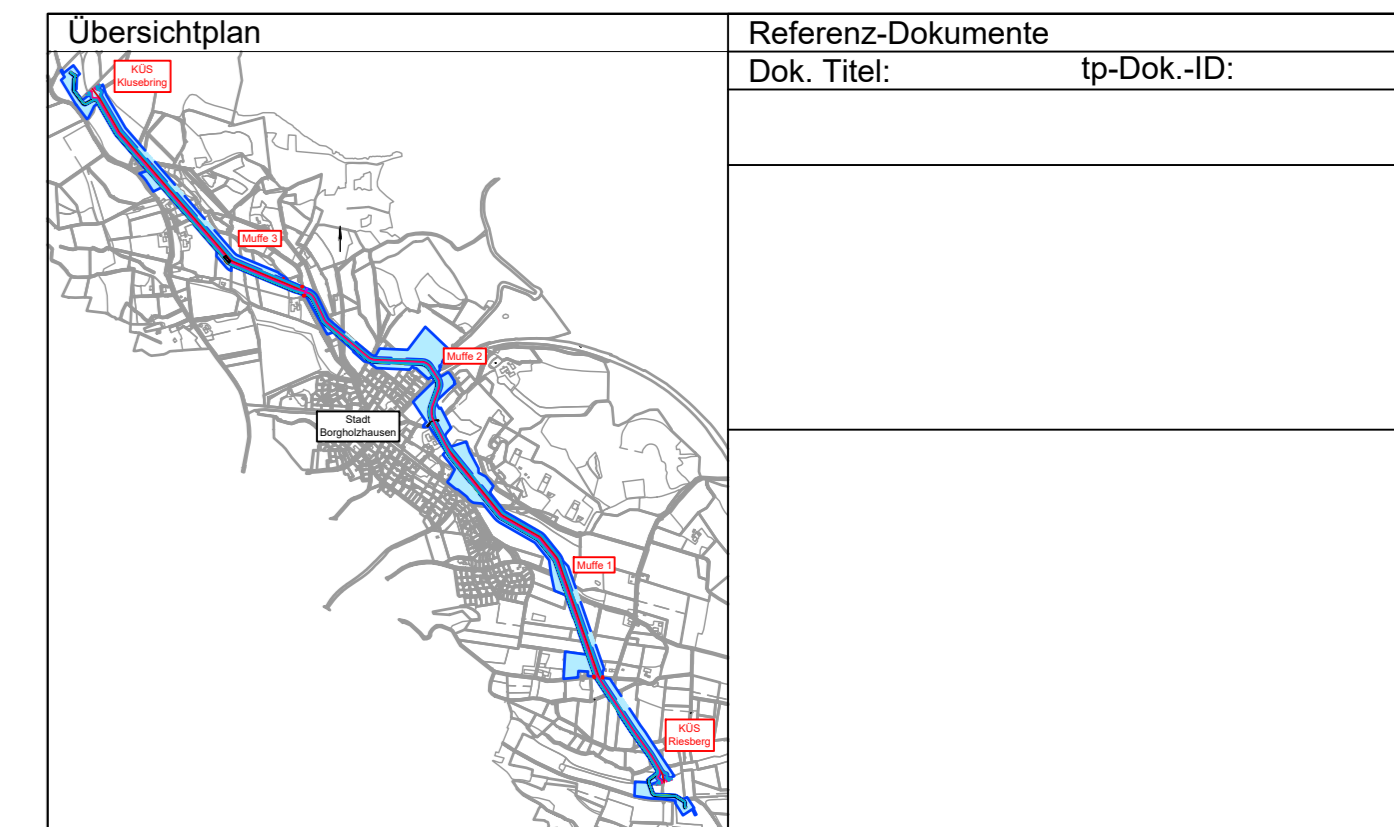 Übersichtplan
Referenz-Dokumente
Dok. Titel:
tp-Dok.-ID:
KÜS
Klusebring
Muffe 3
Muffe 2
Stadt
Borgholzhausen
Muffe 1
KÜS
Riesberg